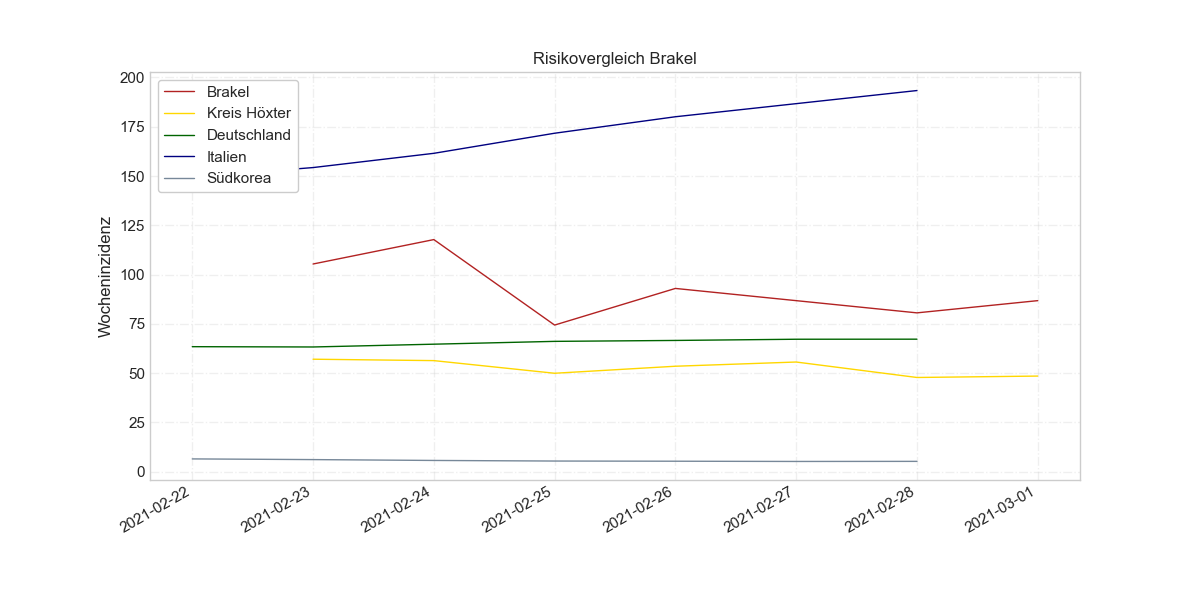 Risikovergleich Brakel
Wocheninzidenz
200
175
150
125
100
75
50
25
0
Brakel
Kreis Höxter
Deutschland
Italien
Südkorea
2021-02-22
2021-02-23
2021-02-24
2021-02-25
2021-02-26
2021-02-27
2021-02-28
2021-03-01